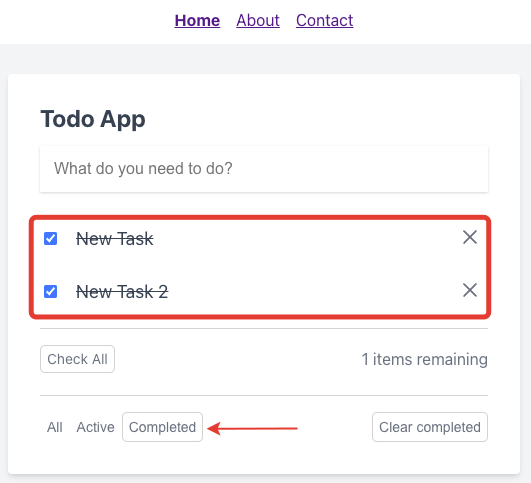 Home About Contact
Todo App
What do you need to do?
New Task
New Task 2
Check All 1 items remaining
All Active Completed Clear completed